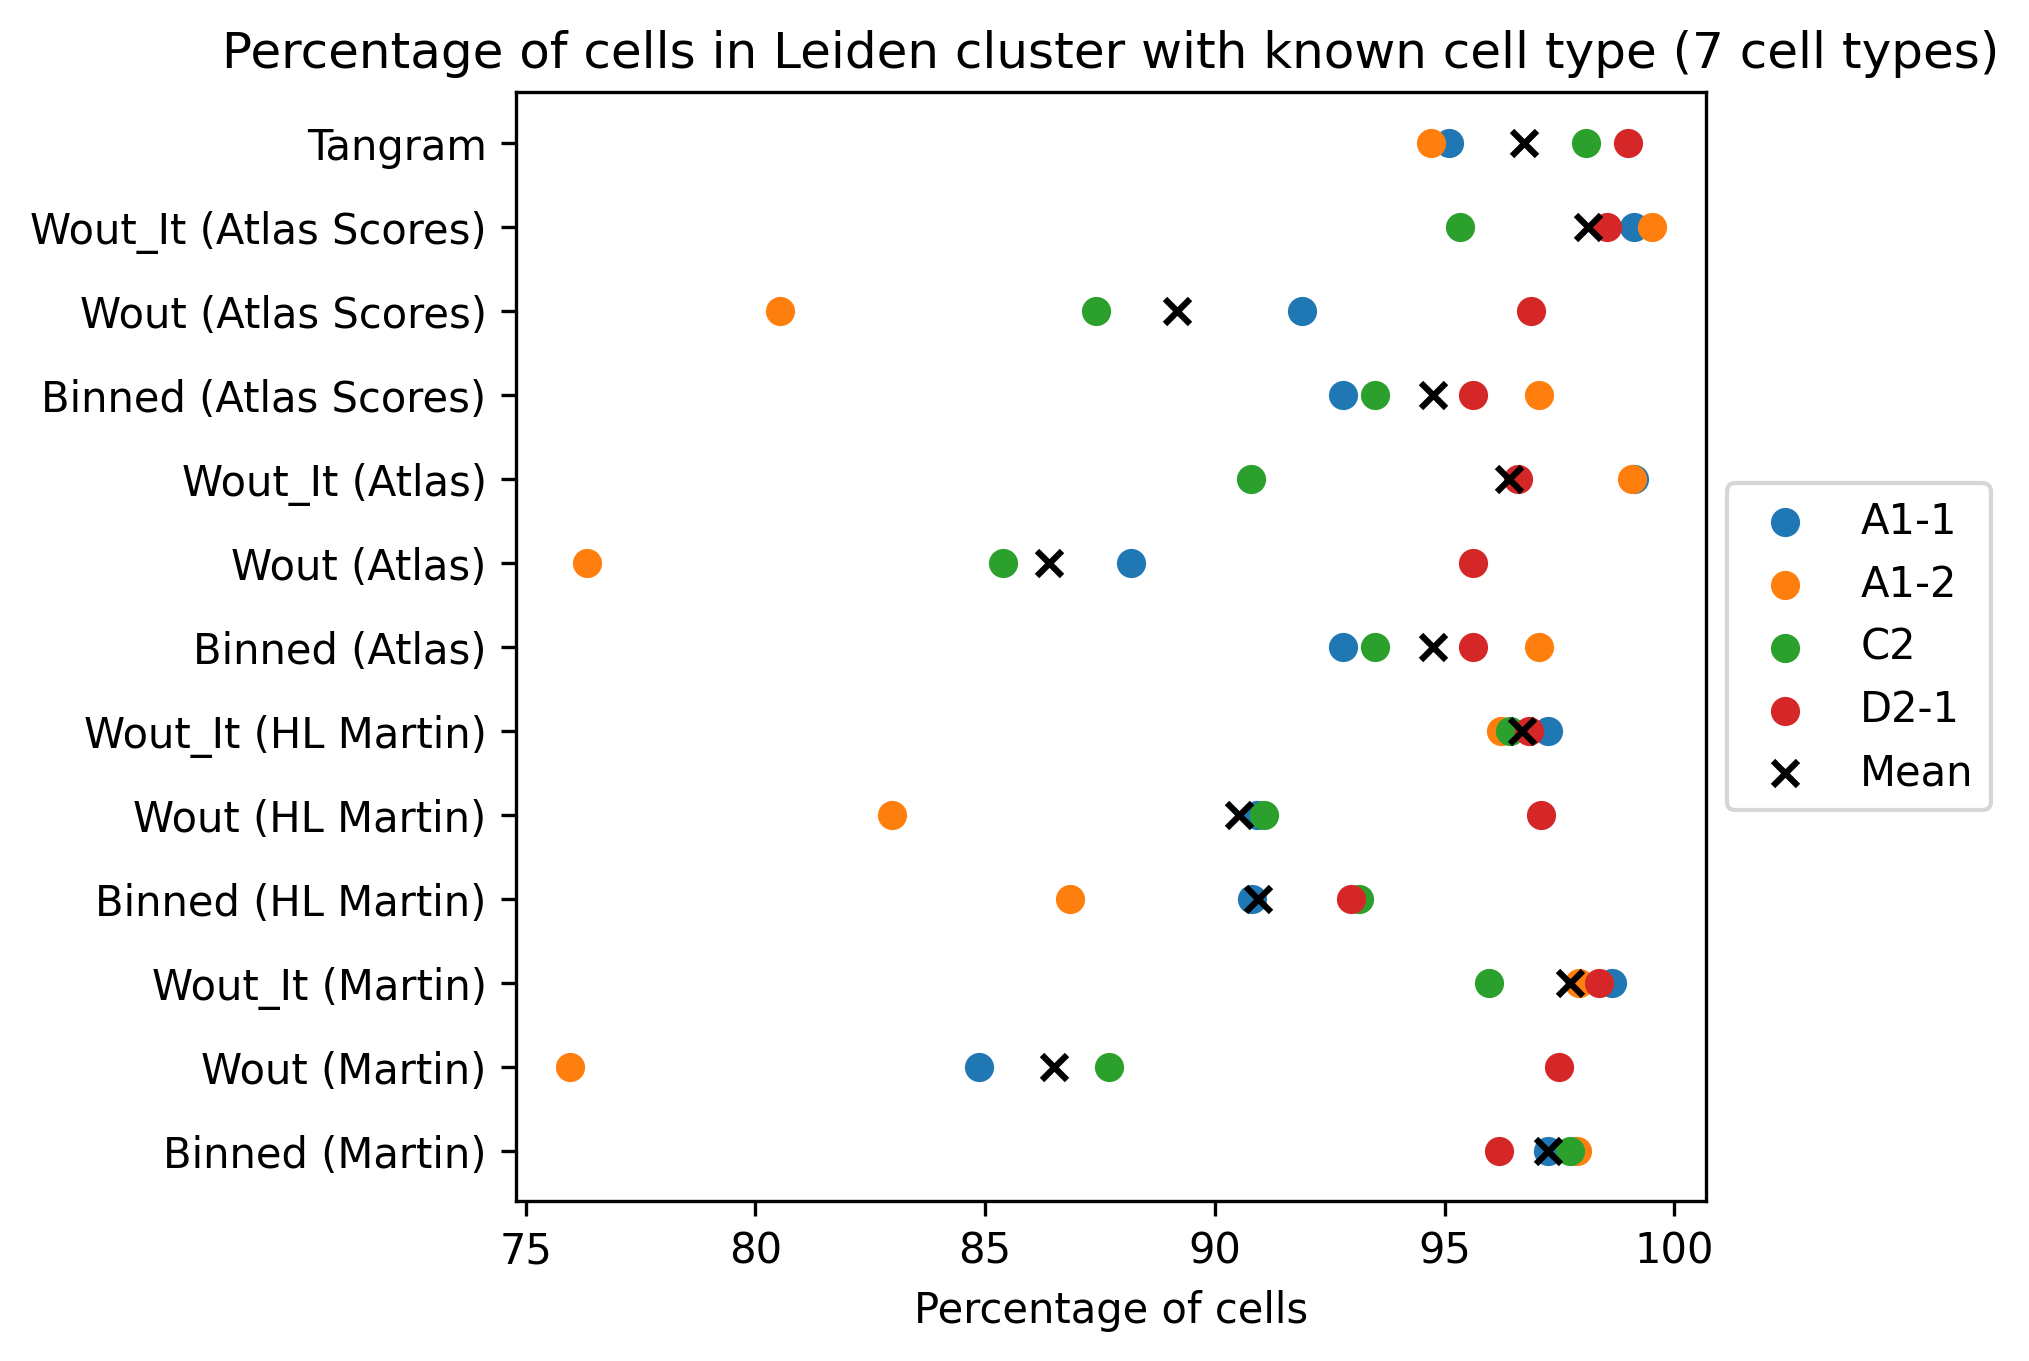 Percentage of cells in Leiden cluster with known cell type (7 cell types)
Tangram
Wout_It (Atlas Scores)
Wout (Atlas Scores)
Binned (Atlas Scores)
Wout_It (Atlas)
Wout (Atlas)
Binned (Atlas)
Wout_It (HL Martin)
Wout (HL Martin)
Binned (HL Martin)
Wout_It (Martin)
Wout (Martin)
Binned (Martin)
75 80 85 90 95 100
Percentage of cells
A1-1
A1-2
C2
D2-1
Mean